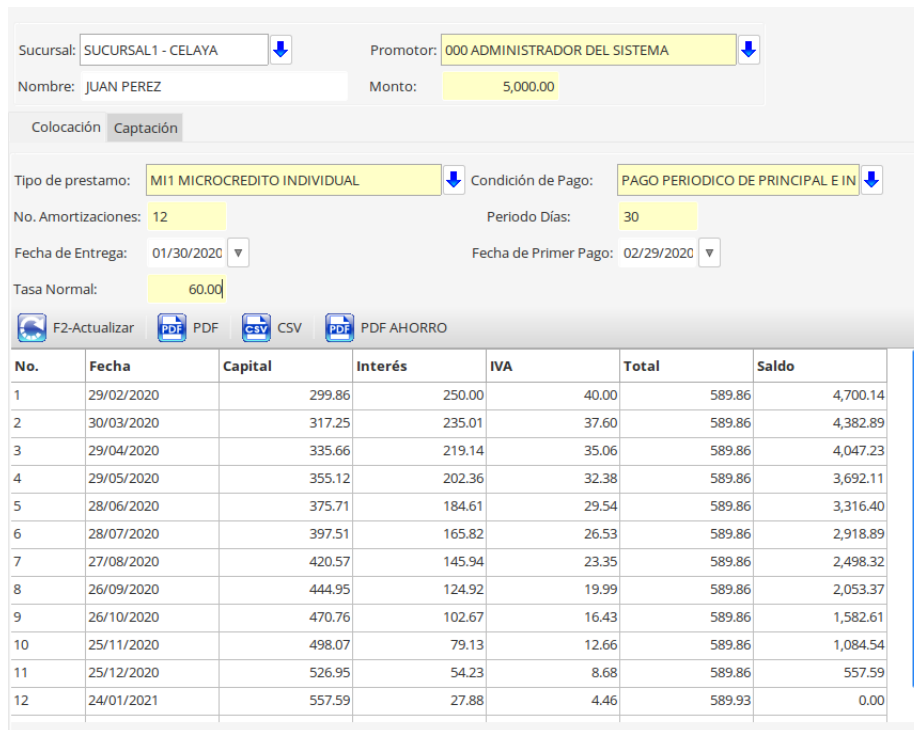 Sucursal: SUCURSAL1 - CELAYA Promotor: 000 ADMINISTRADOR DEL SISTEMA
Nombre: JUAN PEREZ Monto: 5,000.00
Colocación Captación
Tipo de prestamo: MI1 MICROCREDITO INDIVIDUAL Condición de Pago: PAGO PERIODICO DE PRINCIPAL E IN
No. Amortizaciones: 12 Periodo Días: 30
Fecha de Entrega: 01/30/2020 Fecha de Primer Pago: 02/29/2020
Tasa Normal: 60.00
F2-Actualizar PDF PDF CSV CSV PDF PDF AHORRO
No. Fecha Capital Interés IVA Total Saldo
1 29/02/2020 299.86 250.00 40.00 589.86 4,700.14
2 30/03/2020 317.25 235.01 37.60 589.86 4,382.89
3 29/04/2020 335.66 219.14 35.06 589.86 4,047.23
4 29/05/2020 355.12 202.36 32.38 589.86 3,692.11
5 28/06/2020 375.71 184.61 29.54 589.86 3,316.40
6 28/07/2020 397.51 165.82 26.53 589.86 2,918.89
7 27/08/2020 420.57 145.94 23.35 589.86 2,498.32
8 26/09/2020 444.95 124.92 19.99 589.86 2,053.37
9 26/10/2020 470.76 102.67 16.43 589.86 1,582.61
10 25/11/2020 498.07 79.13 12.66 589.86 1,084.54
11 25/12/2020 526.95 54.23 8.68 589.86 557.59
12 24/01/2021 557.59 27.88 4.46 589.93 0.00